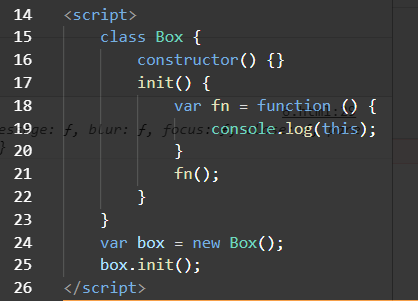 14 <script>
15 class Box {
16 constructor() {}
17 init() {
18 var fn = function () {
19 console.log(this);
20 }
21 fn();
22 }
23 }
24 var box = new Box();
25 box.init();
26 </script>
essage: ƒ, blur: ƒ, focus: ƒ
}